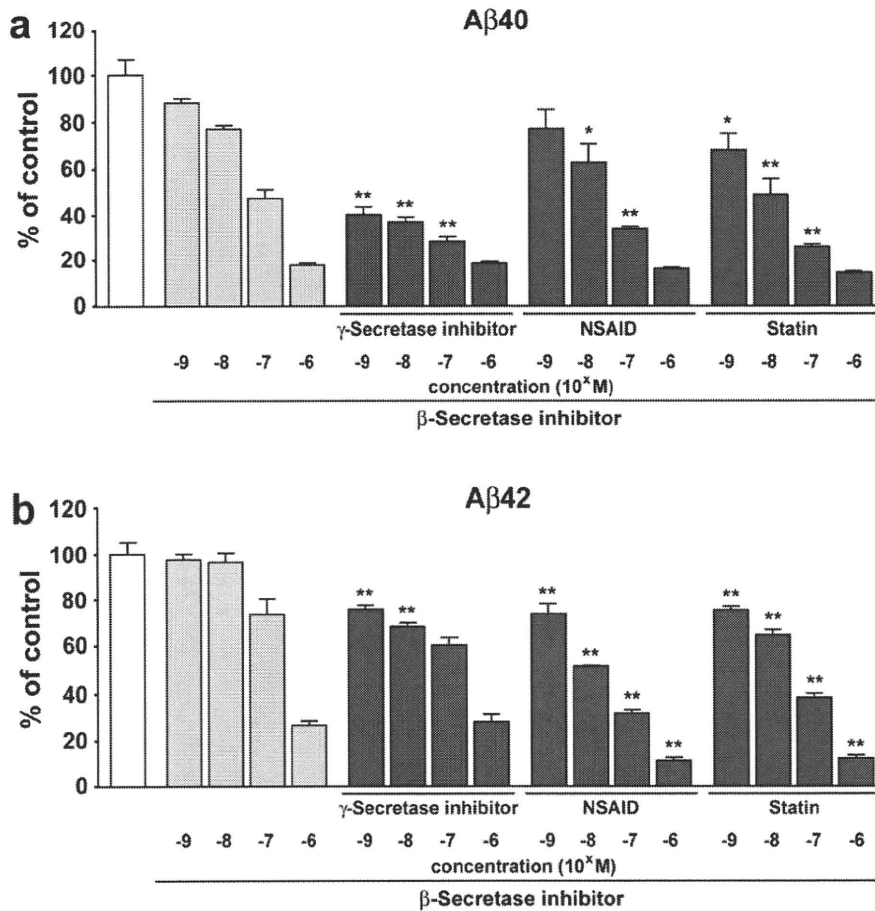 a
Aβ40
% of control
120
100
80
60
40
20
0
** ** ** * ** * ** **
γ-Secretase inhibitor NSAID Statin
-9 -8 -7 -6 -9 -8 -7 -6 -9 -8 -7 -6 -9 -8 -7 -6
concentration (10ˣM)
β-Secretase inhibitor
b
Aβ42
% of control
120
100
80
60
40
20
0
** ** ** ** ** ** ** ** ** **
γ-Secretase inhibitor NSAID Statin
-9 -8 -7 -6 -9 -8 -7 -6 -9 -8 -7 -6 -9 -8 -7 -6
concentration (10ˣM)
β-Secretase inhibitor